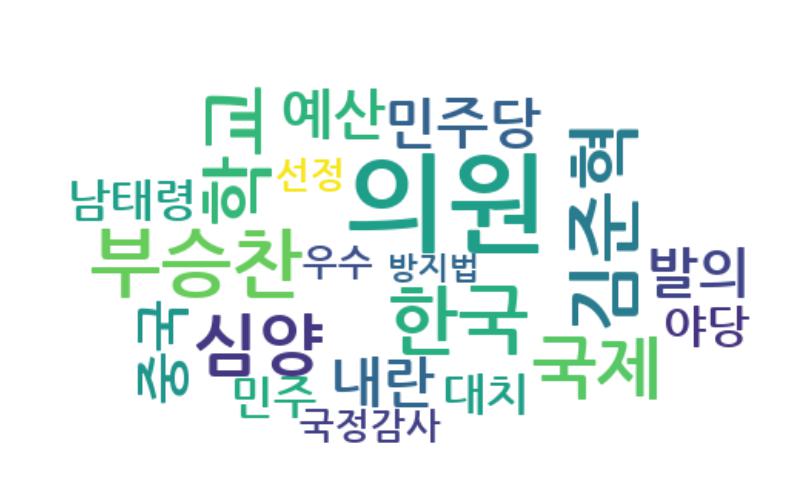 학교
예산
민주당
김준혁
선정
의원
남태령
부승찬
우수
방지법
발의
한국
야당
중국
심양
국제
내란
민주
대치
국정감사